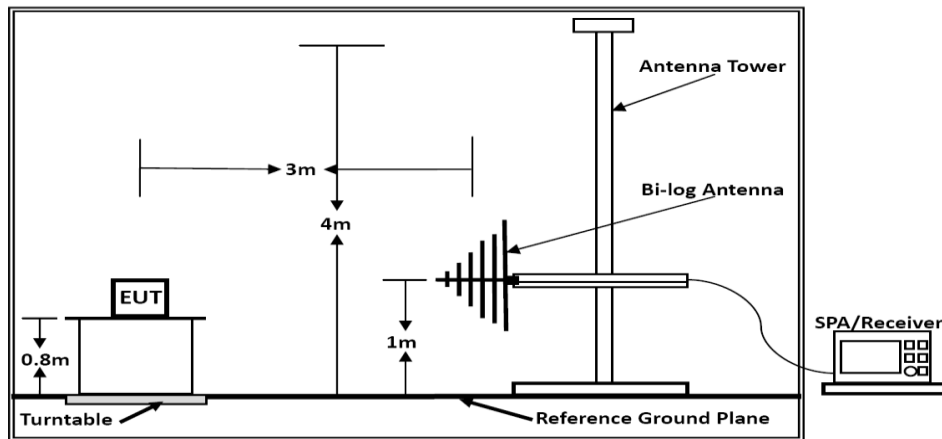 Antenna Tower
3m
Bi-log Antenna
4m
EUT
SPA/Receiver
0.8m
1m
Turntable
Reference Ground Plane